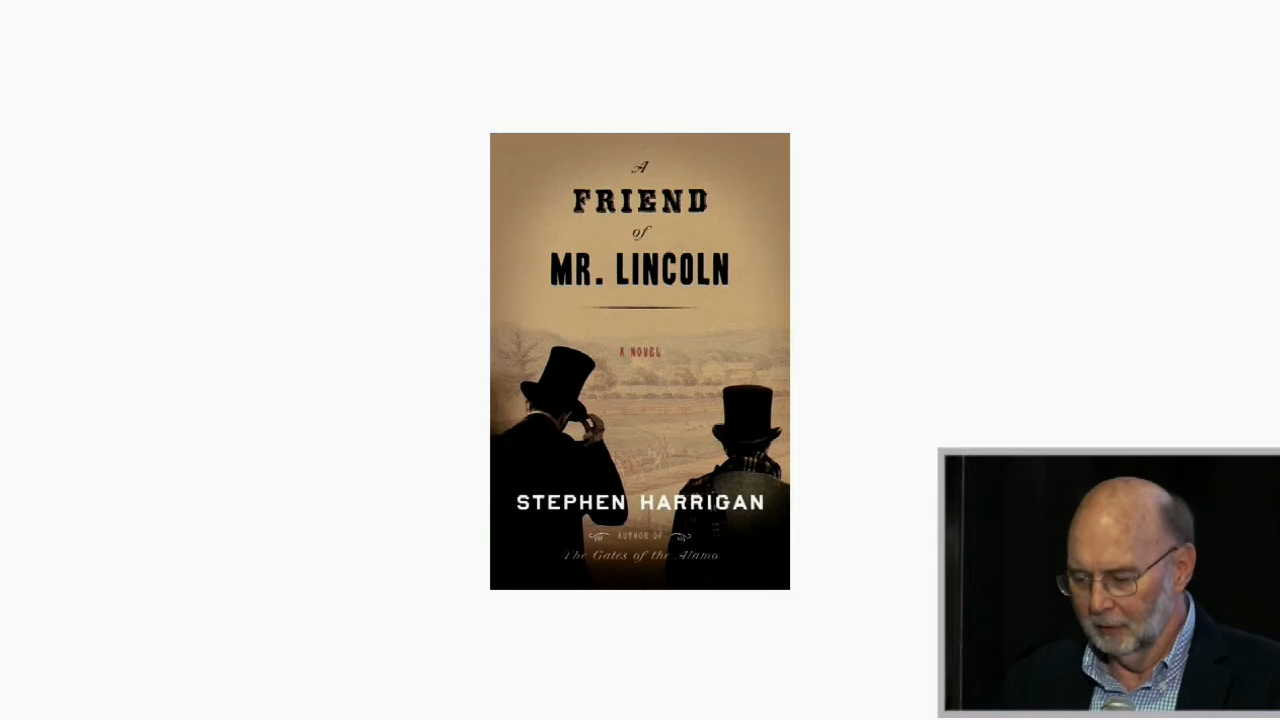 A
FRIEND
of
MR. LINCOLN
A NOVEL
STEPHEN HARRIGAN
AUTHOR OF
The Gates of the Alamo